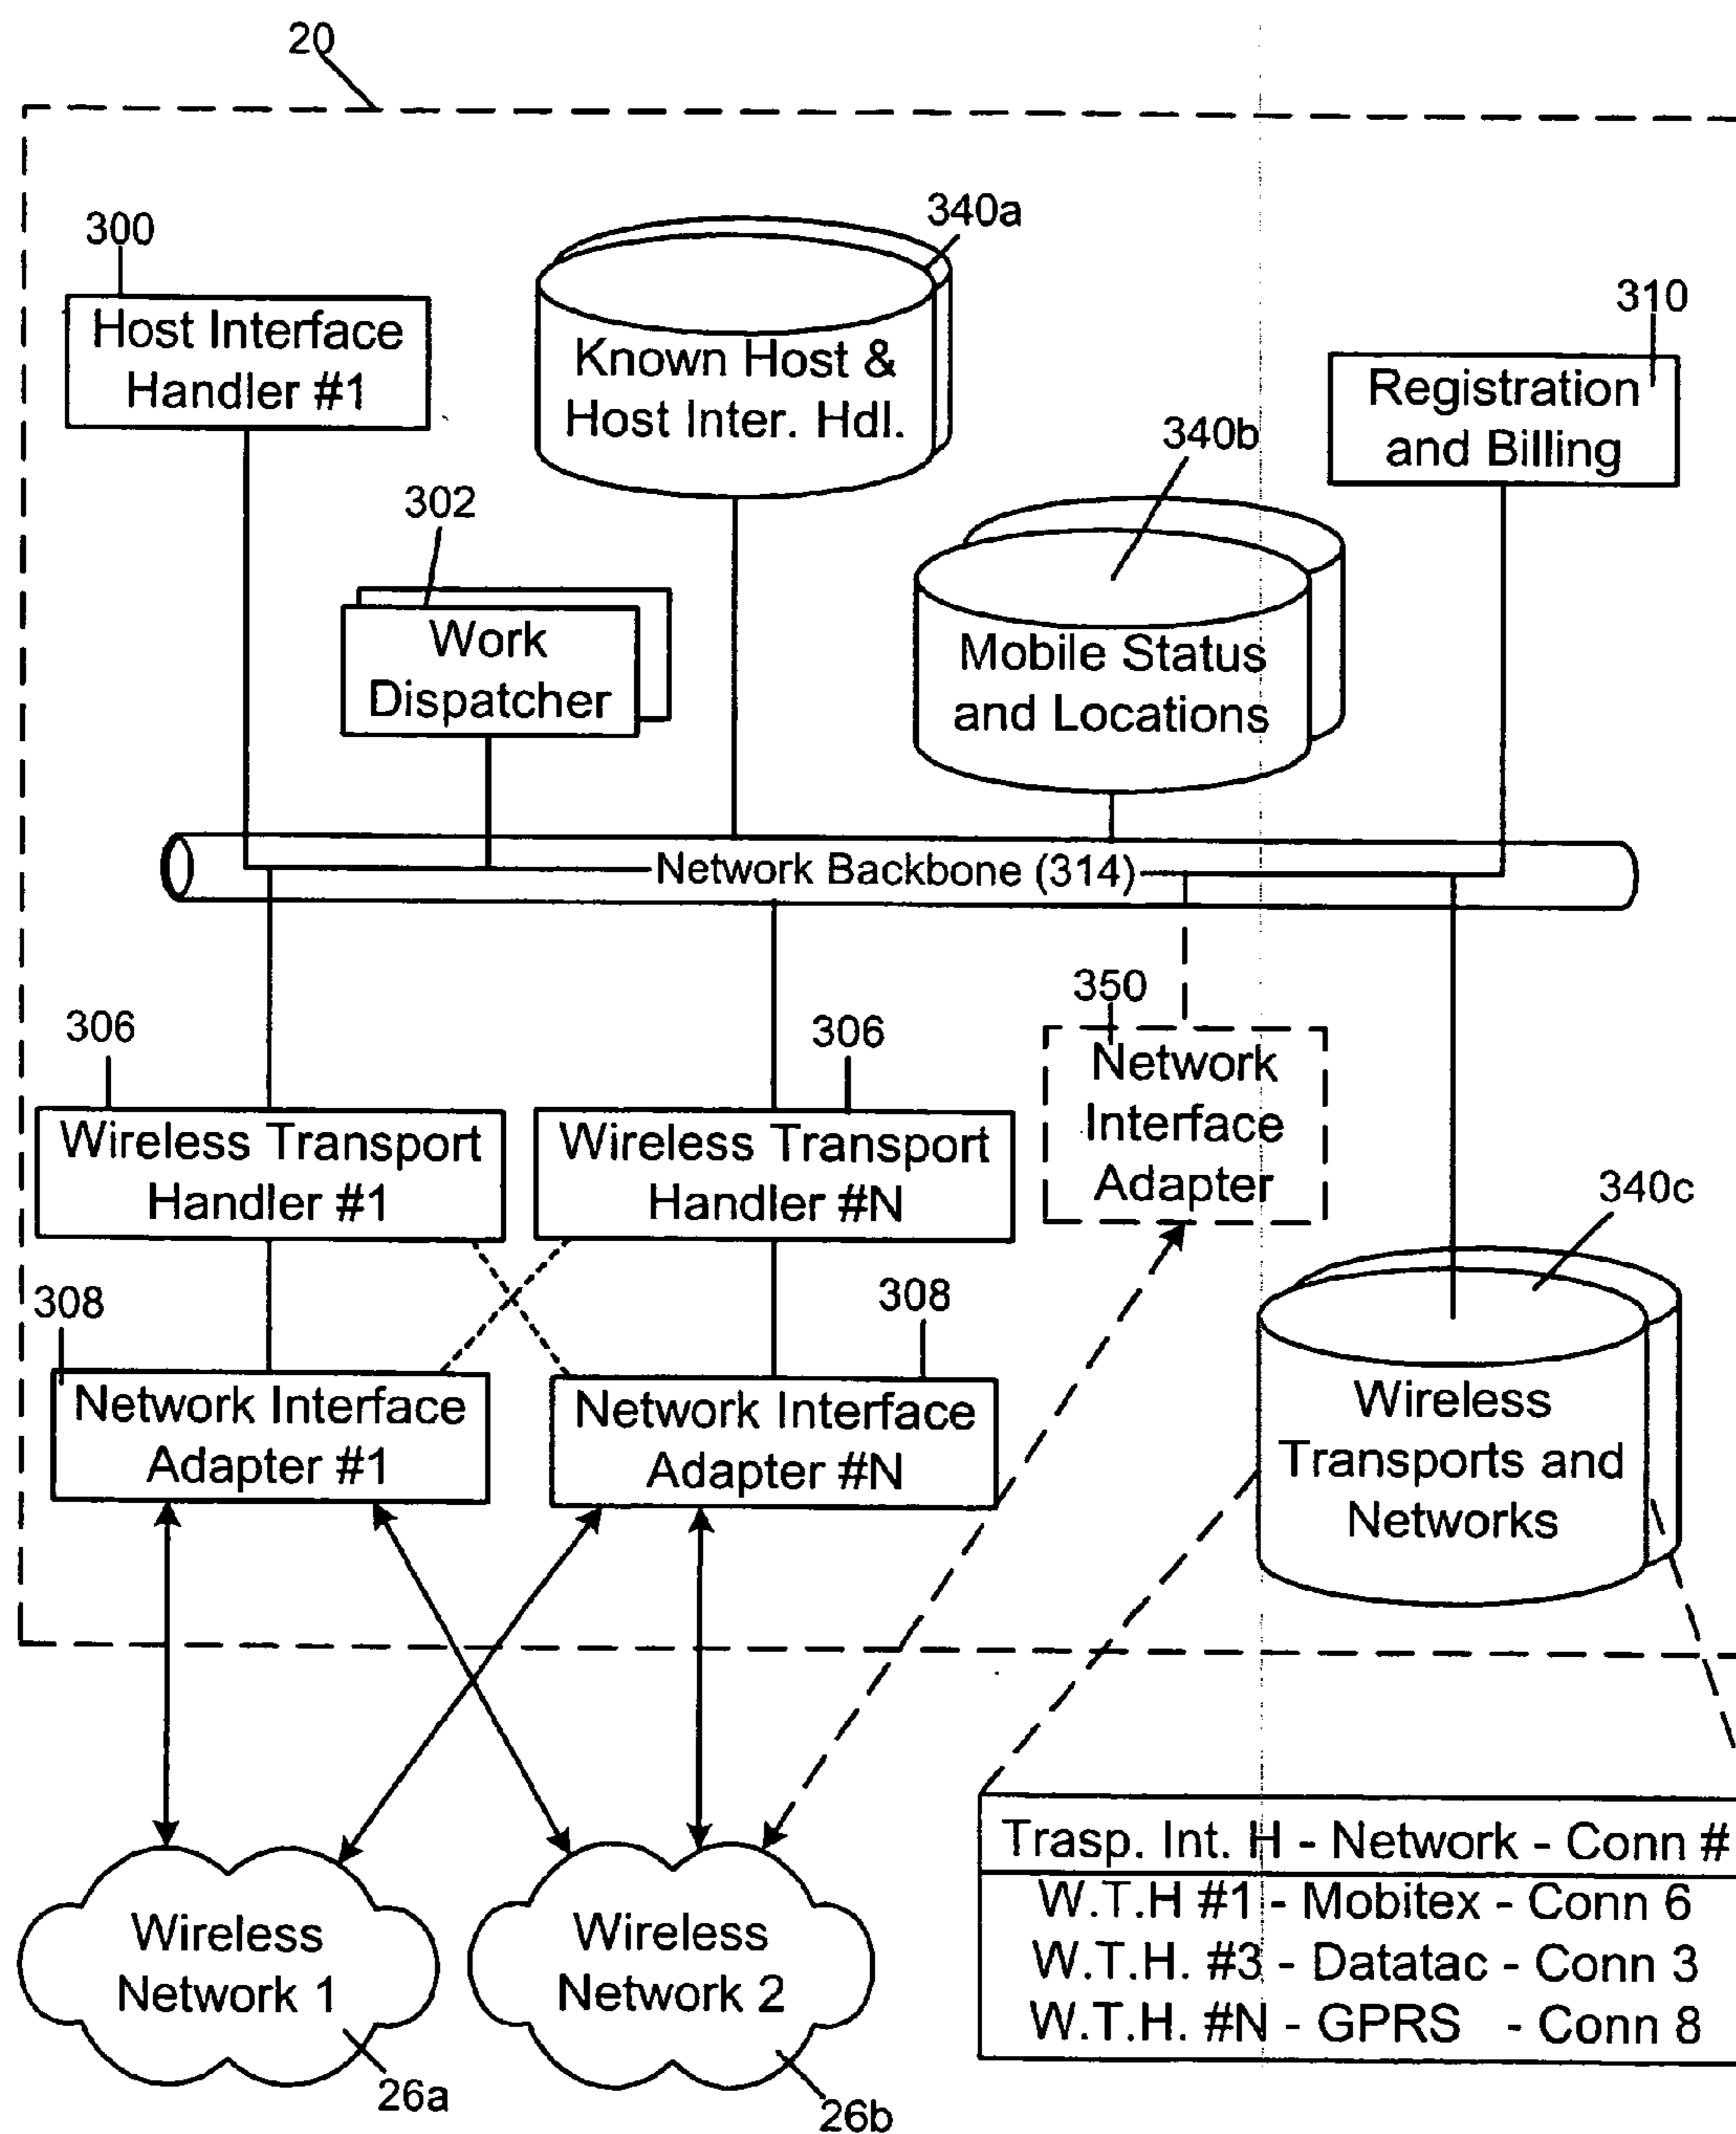 20
300
340a
Host Interface
Handler #1
Known Host &
Host Inter. Hdl.
310
Registration
and Billing
340b
302
Work
Dispatcher
Mobile Status
and Locations
Network Backbone (314)
350
Network
Interface
Adapter
306
306
Wireless Transport
Handler #1
Wireless Transport
Handler #N
340c
308
308
Network Interface
Adapter #1
Network Interface
Adapter #N
Wireless
Transports and
Networks
Trasp. Int. H - Network - Conn #
W.T.H #1 - Mobitex - Conn 6
W.T.H. #3 - Datatac - Conn 3
W.T.H. #N - GPRS - Conn 8
Wireless
Network 1
Wireless
Network 2
26a
26b